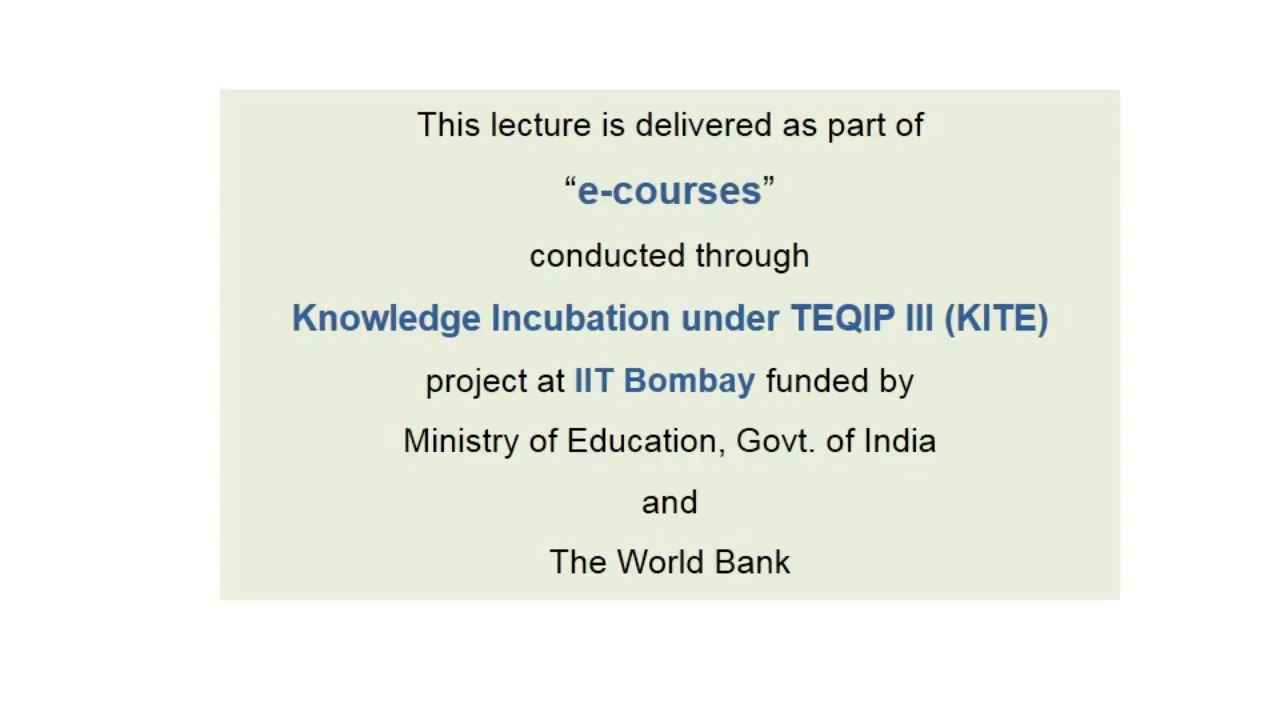 This lecture is delivered as part of
“e-courses”
conducted through
Knowledge Incubation under TEQIP III (KITE)
project at IIT Bombay funded by
Ministry of Education, Govt. of India
and
The World Bank